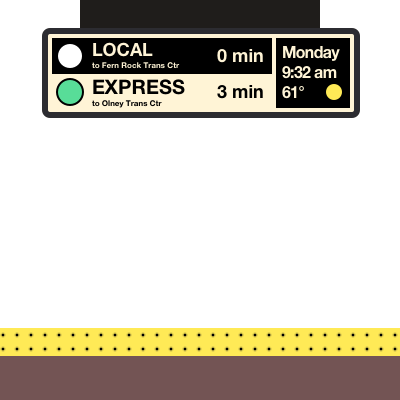 LOCAL 0 min
to Fern Rock Trans Ctr
EXPRESS 3 min
to Olney Trans Ctr
Monday
9:32 am
61°